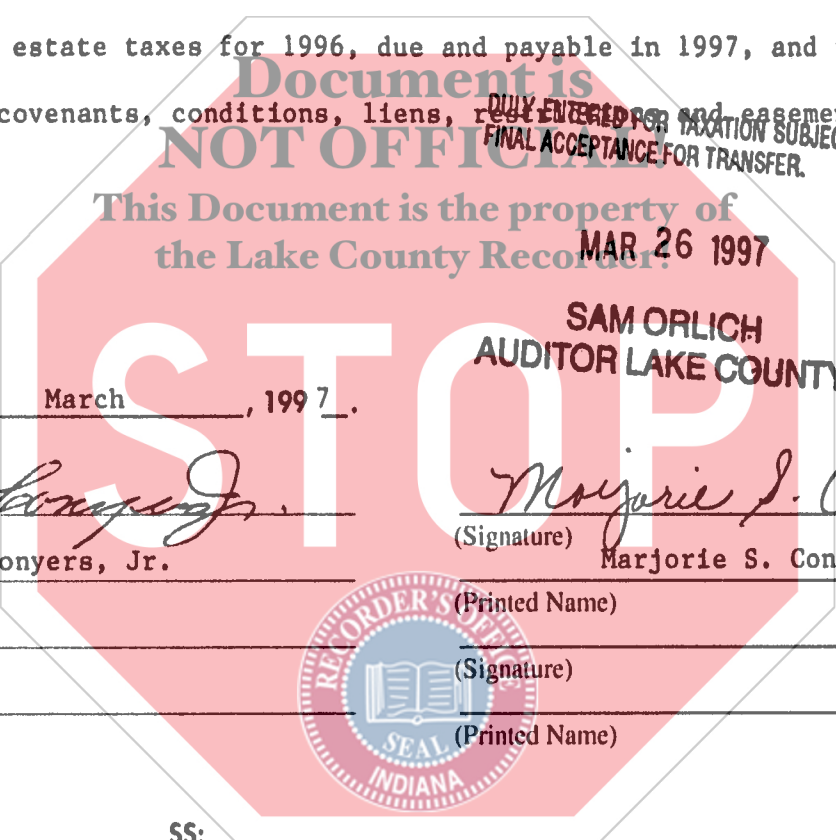 estate taxes for 1996, due and payable in 1997, and
Document is
covenants, conditions, liens, and
DULY ENTERED FOR TAXATION SUBJEC
NOT OFFICIAL!
FINAL ACCEPTANCE FOR TRANSFER.
This Document is the property of
the Lake County Recorder!
MAR 26 1997
SAM ORLICH
AUDITOR LAKE COUNTY
STOP
March , 1997 .
Conyers Jr. Marjorie S. C
(Signature)
onyers, Jr. Marjorie S. Con
(Printed Name)
(Signature)
(Printed Name)
RECORDER'S OFFICE
SEAL
INDIANA
SS: